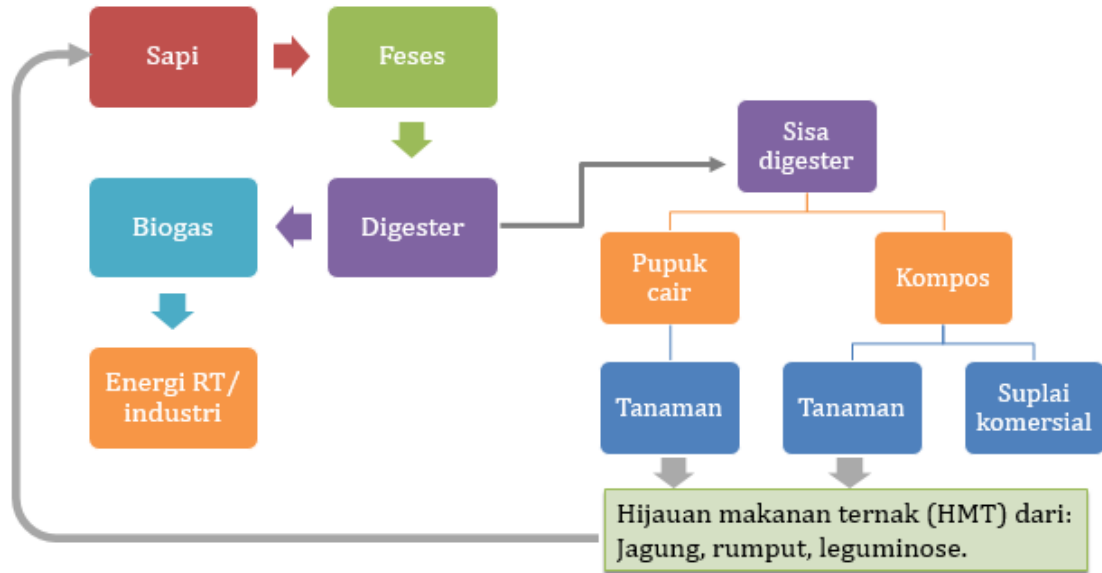 Sapi
Feses
Sisa
digester
Biogas
Digester
Pupuk
cair
Kompos
Energi RT/
industri
Tanaman
Tanaman
Suplai
komersial
Hijauan makanan ternak (HMT) dari:
Jagung, rumput, leguminose.